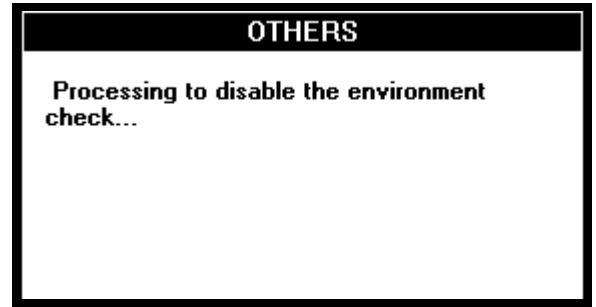 OTHERS
Processing to disable the environment
check...